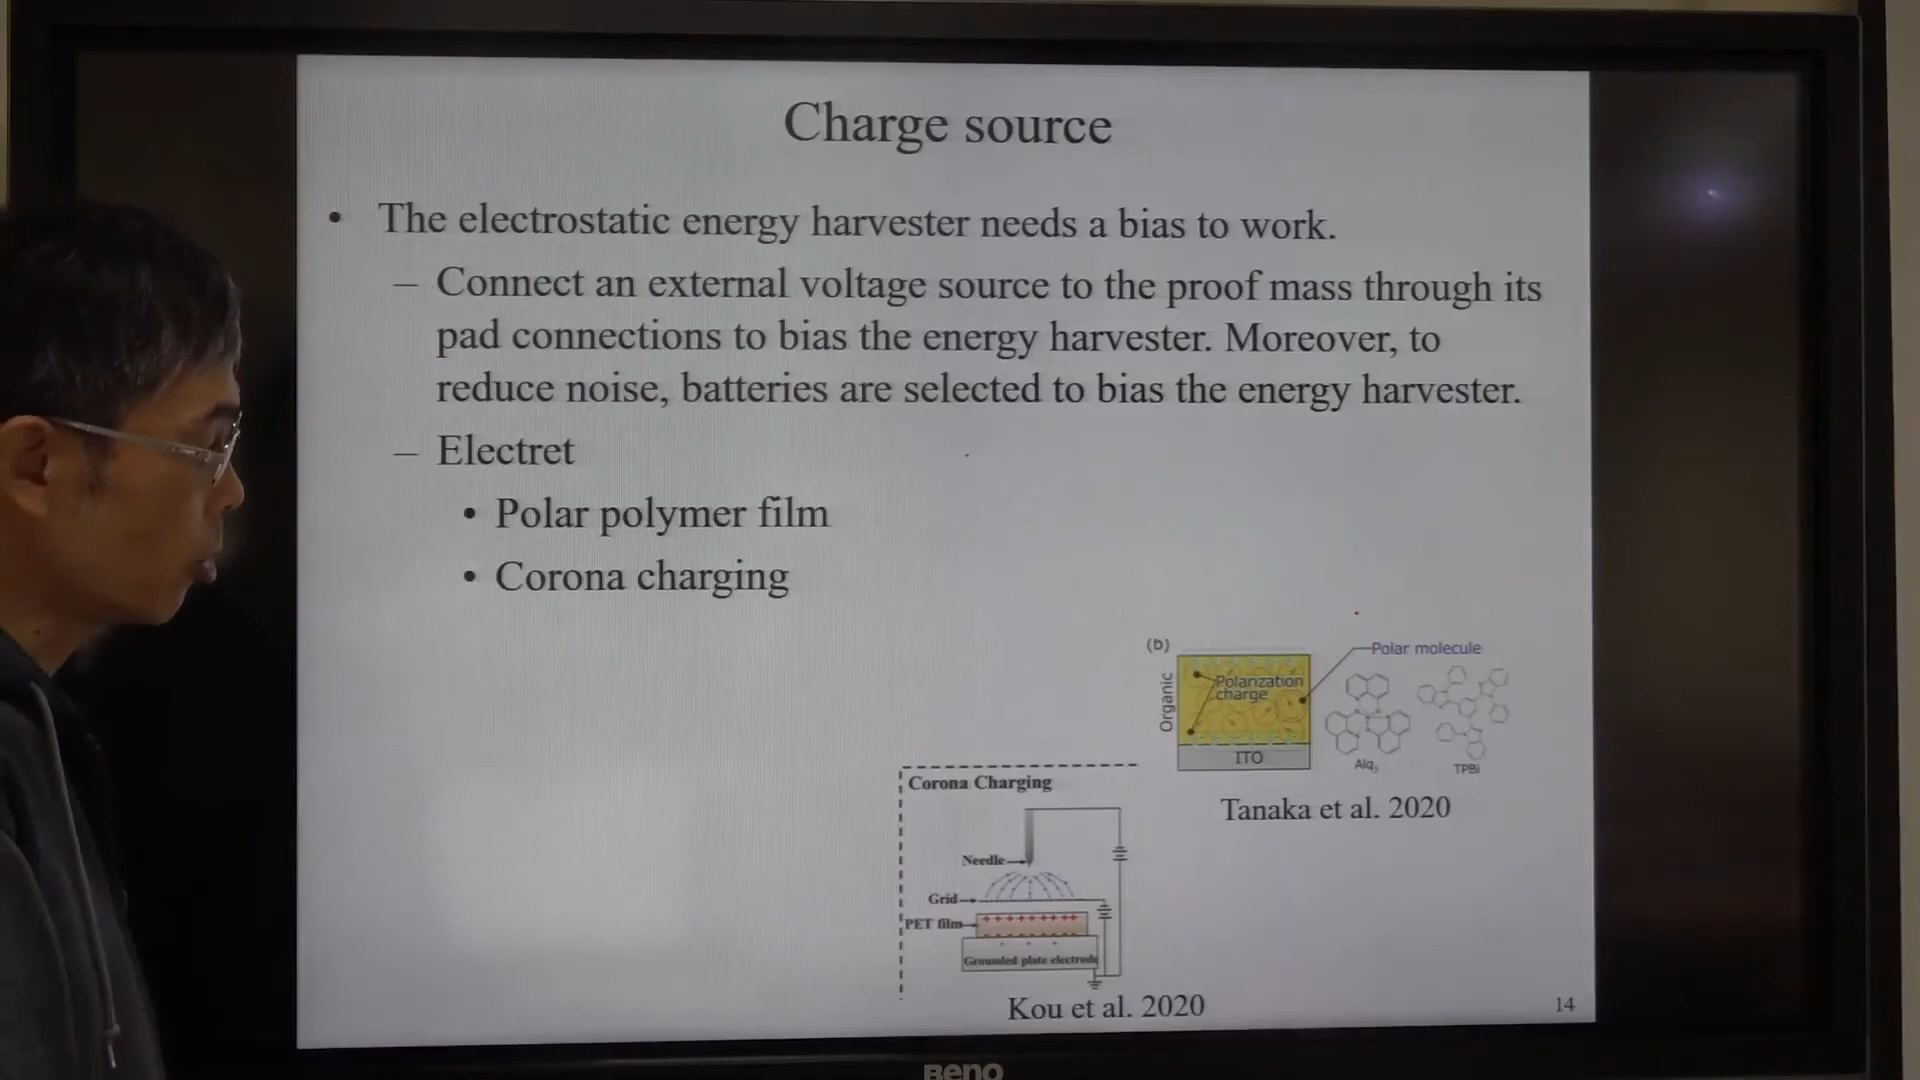 Charge source
• The electrostatic energy harvester needs a bias to work.
– Connect an external voltage source to the proof mass through its
pad connections to bias the energy harvester. Moreover, to
reduce noise, batteries are selected to bias the energy harvester.
– Electret
• Polar polymer film
• Corona charging
(b)
Polar molecule
Organic
Polarization
charge
ITO
Alq3
TPBi
Tanaka et al. 2020
Corona Charging
Needle
Grid
PET film
Grounded plate electrode
Kou et al. 2020
14
BenQ